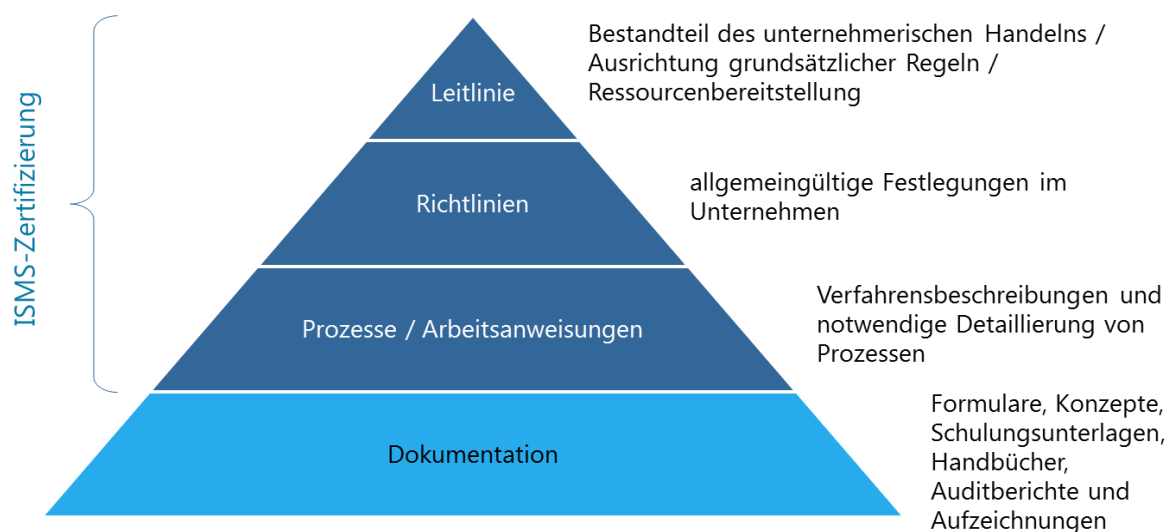 ISMS-Zertifizierung
Leitlinie
Bestandteil des unternehmerischen Handelns /
Ausrichtung grundsätzlicher Regeln /
Ressourcenbereitstellung
Richtlinien
allgemeingültige Festlegungen im
Unternehmen
Prozesse / Arbeitsanweisungen
Verfahrensbeschreibungen und
notwendige Detaillierung von
Prozessen
Dokumentation
Formulare, Konzepte,
Schulungsunterlagen,
Handbücher,
Auditberichte und
Aufzeichnungen